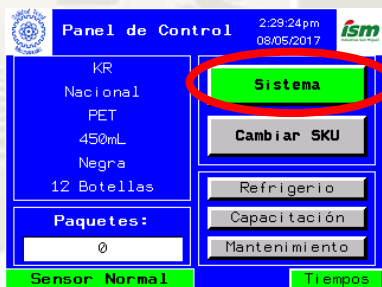 Panel de Control
2:29:24pm
08/05/2017
ism
KR
Nacional
PET
450mL
Negra
12 Botellas
Sistema
Cambiar SKU
Refrigerio
Capacitación
Mantenimiento
Paquetes:
0
Sensor Normal
Tiempos